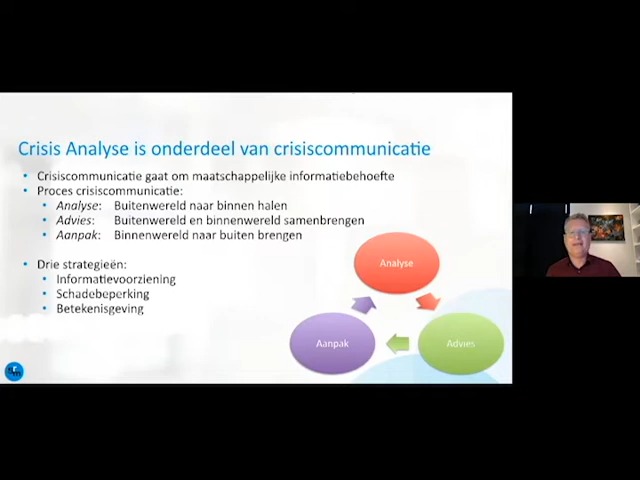 Crisis Analyse is onderdeel van crisiscommunicatie
Crisiscommunicatie gaat om maatschappelijke informatiebehoefte
Proces crisiscommunicatie:
Analyse: Buitenwereld naar binnen halen
Advies: Buitenwereld en binnenwereld samenbrengen
Aanpak: Binnenwereld naar buiten brengen
Drie strategieën:
Informatievoorziening
Schadebeperking
Betekenisgeving
Analyse
Aanpak
Advies